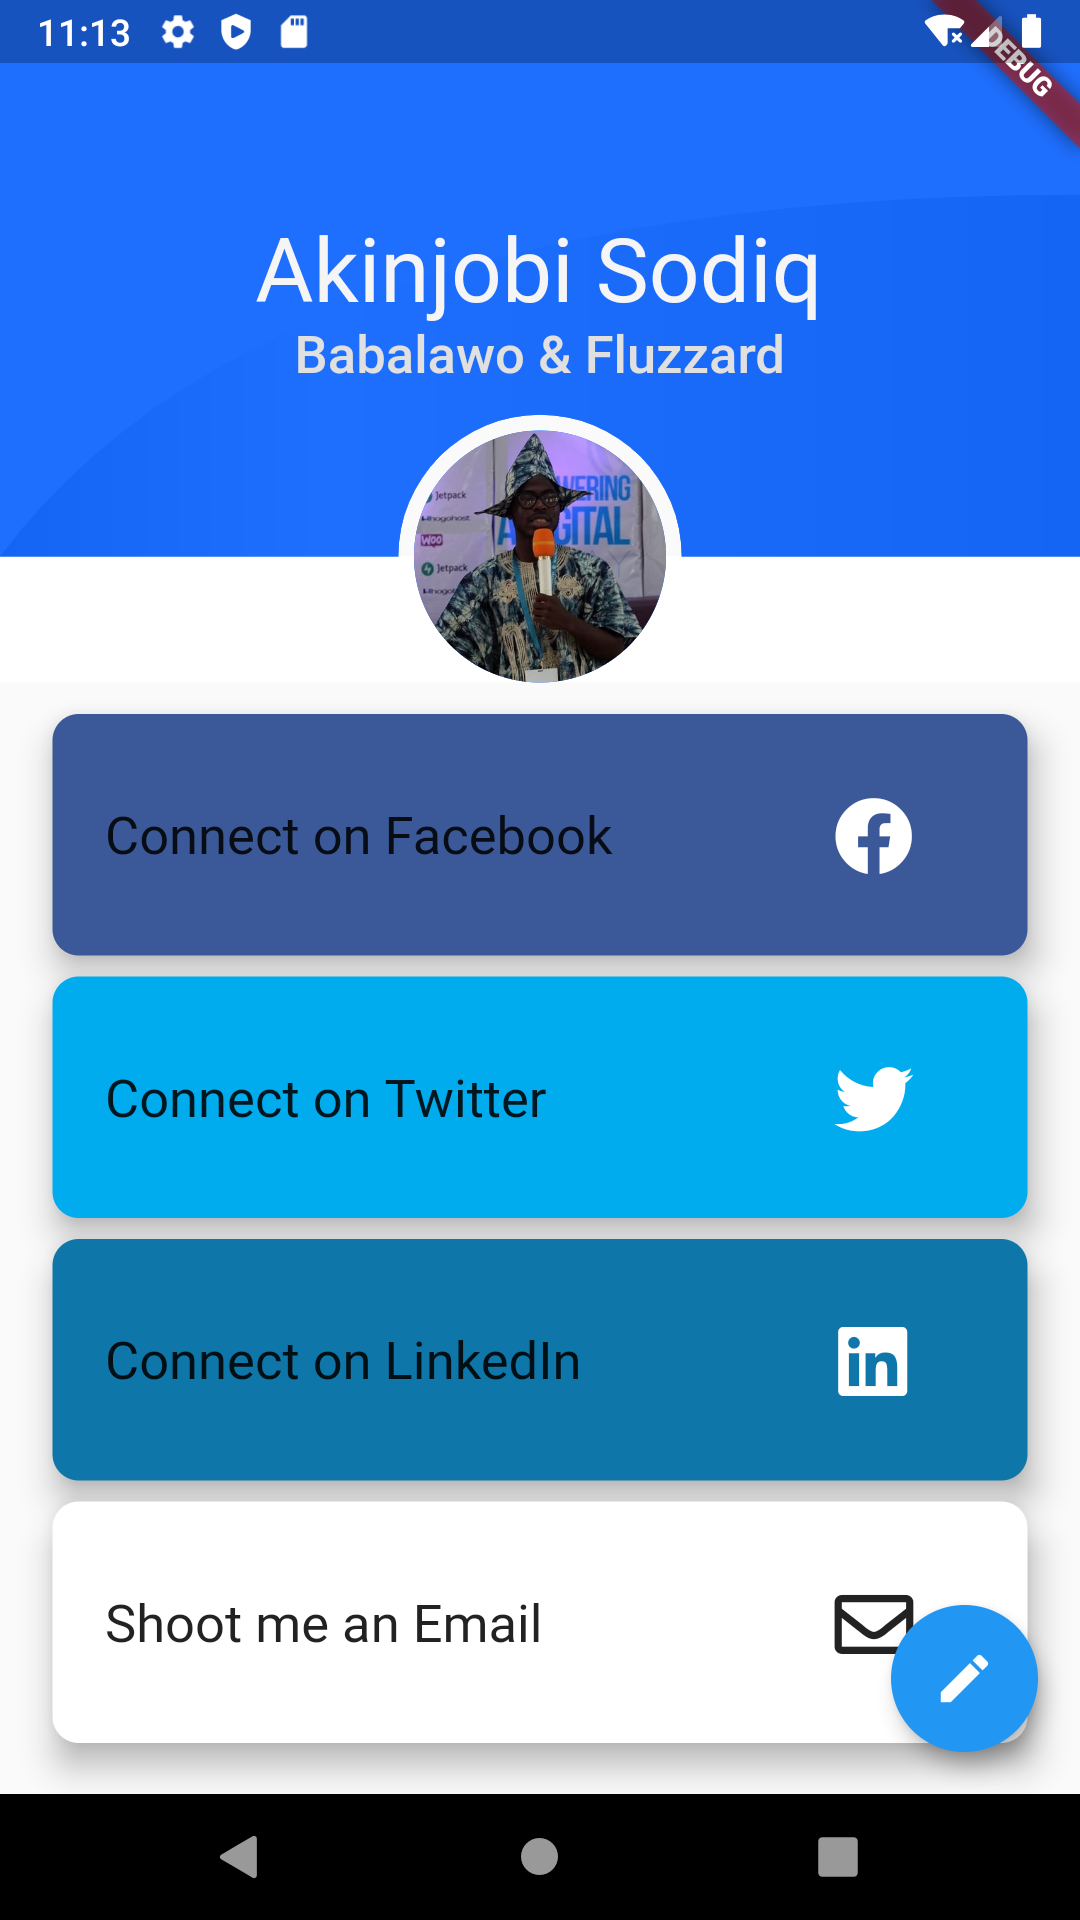 11:13
DEBUG
Akinjobi Sodiq
Babalawo & Fluzzard
WERING
GITAL
Jetpack
WOO
Jetpack
Connect on Facebook
Connect on Twitter
Connect on LinkedIn
in
Shoot me an Email